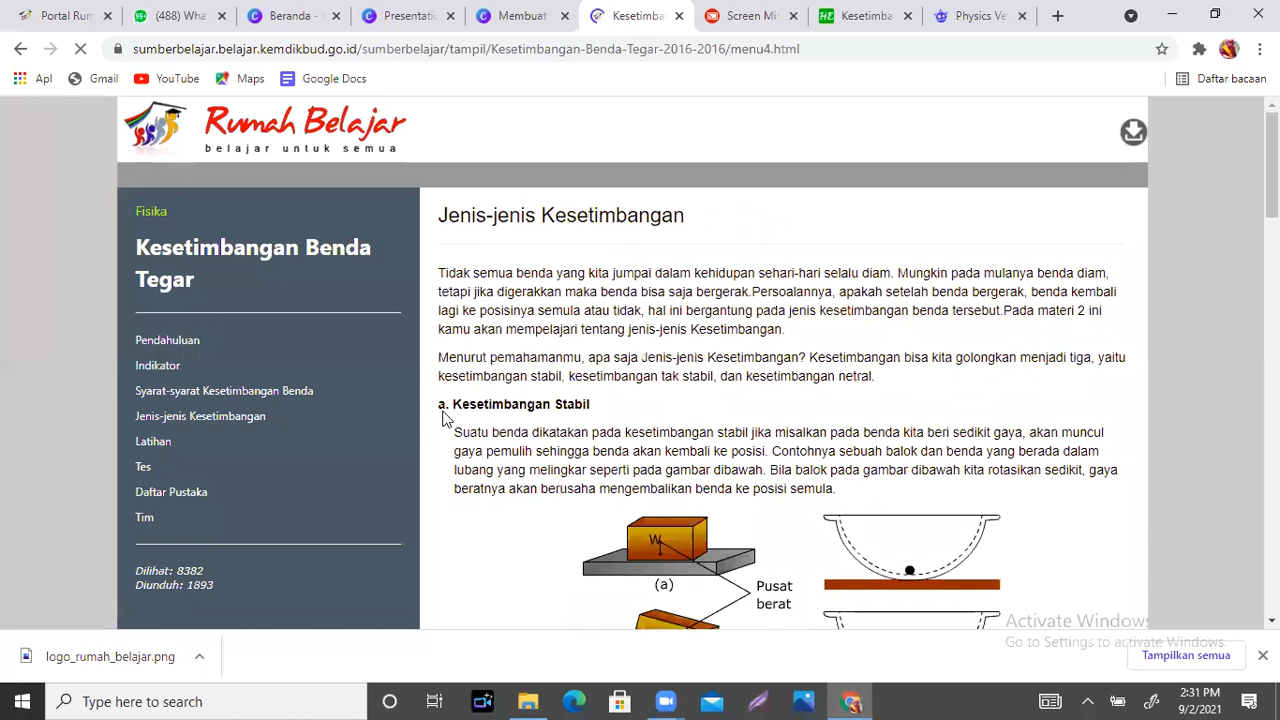 Portal Rum
(488) Wha
Beranda -
Presentati
Membuat
Kesetimba
Screen Mi
Kesetimba
Physics Ve
sumberbelajar.belajar.kemdikbud.go.id/sumberbelajar/tampil/Kesetimbangan-Benda-Tegar-2016-2016/menu4.html
Apl
Gmail
YouTube
Maps
Google Docs
Daftar bacaan
Rumah Belajar
belajar untuk semua
Fisika
Kesetimbangan Benda
Tegar
Pendahuluan
Indikator
Syarat-syarat Kesetimbangan Benda
Jenis-jenis Kesetimbangan
Latihan
Tes
Daftar Pustaka
Tim
Dilihat: 8382
Diunduh: 1893
Jenis-jenis Kesetimbangan
Tidak semua benda yang kita jumpai dalam kehidupan sehari-hari selalu diam. Mungkin pada mulanya benda diam,
tetapi jika digerakkan maka benda bisa saja bergerak.Persoalannya, apakah setelah benda bergerak, benda kembali
lagi ke posisinya semula atau tidak, hal ini bergantung pada jenis kesetimbangan benda tersebut.Pada materi 2 ini
kamu akan mempelajari tentang jenis-jenis Kesetimbangan.
Menurut pemahamanmu, apa saja Jenis-jenis Kesetimbangan? Kesetimbangan bisa kita golongkan menjadi tiga, yaitu
kesetimbangan stabil, kesetimbangan tak stabil, dan kesetimbangan netral.
a. Kesetimbangan Stabil
Suatu benda dikatakan pada kesetimbangan stabil jika misalkan pada benda kita beri sedikit gaya, akan muncul
gaya pemulih sehingga benda akan kembali ke posisi. Contohnya sebuah balok dan benda yang berada dalam
lubang yang melingkar seperti pada gambar dibawah. Bila balok pada gambar dibawah kita rotasikan sedikit, gaya
beratnya akan berusaha mengembalikan benda ke posisi semula.
W
(a)
Pusat
berat
Activate Windows
Go to Settings to activate Windows.
logo_rumah_belajar.png
Tampilkan semua
Type here to search
2:31 PM
9/2/2021